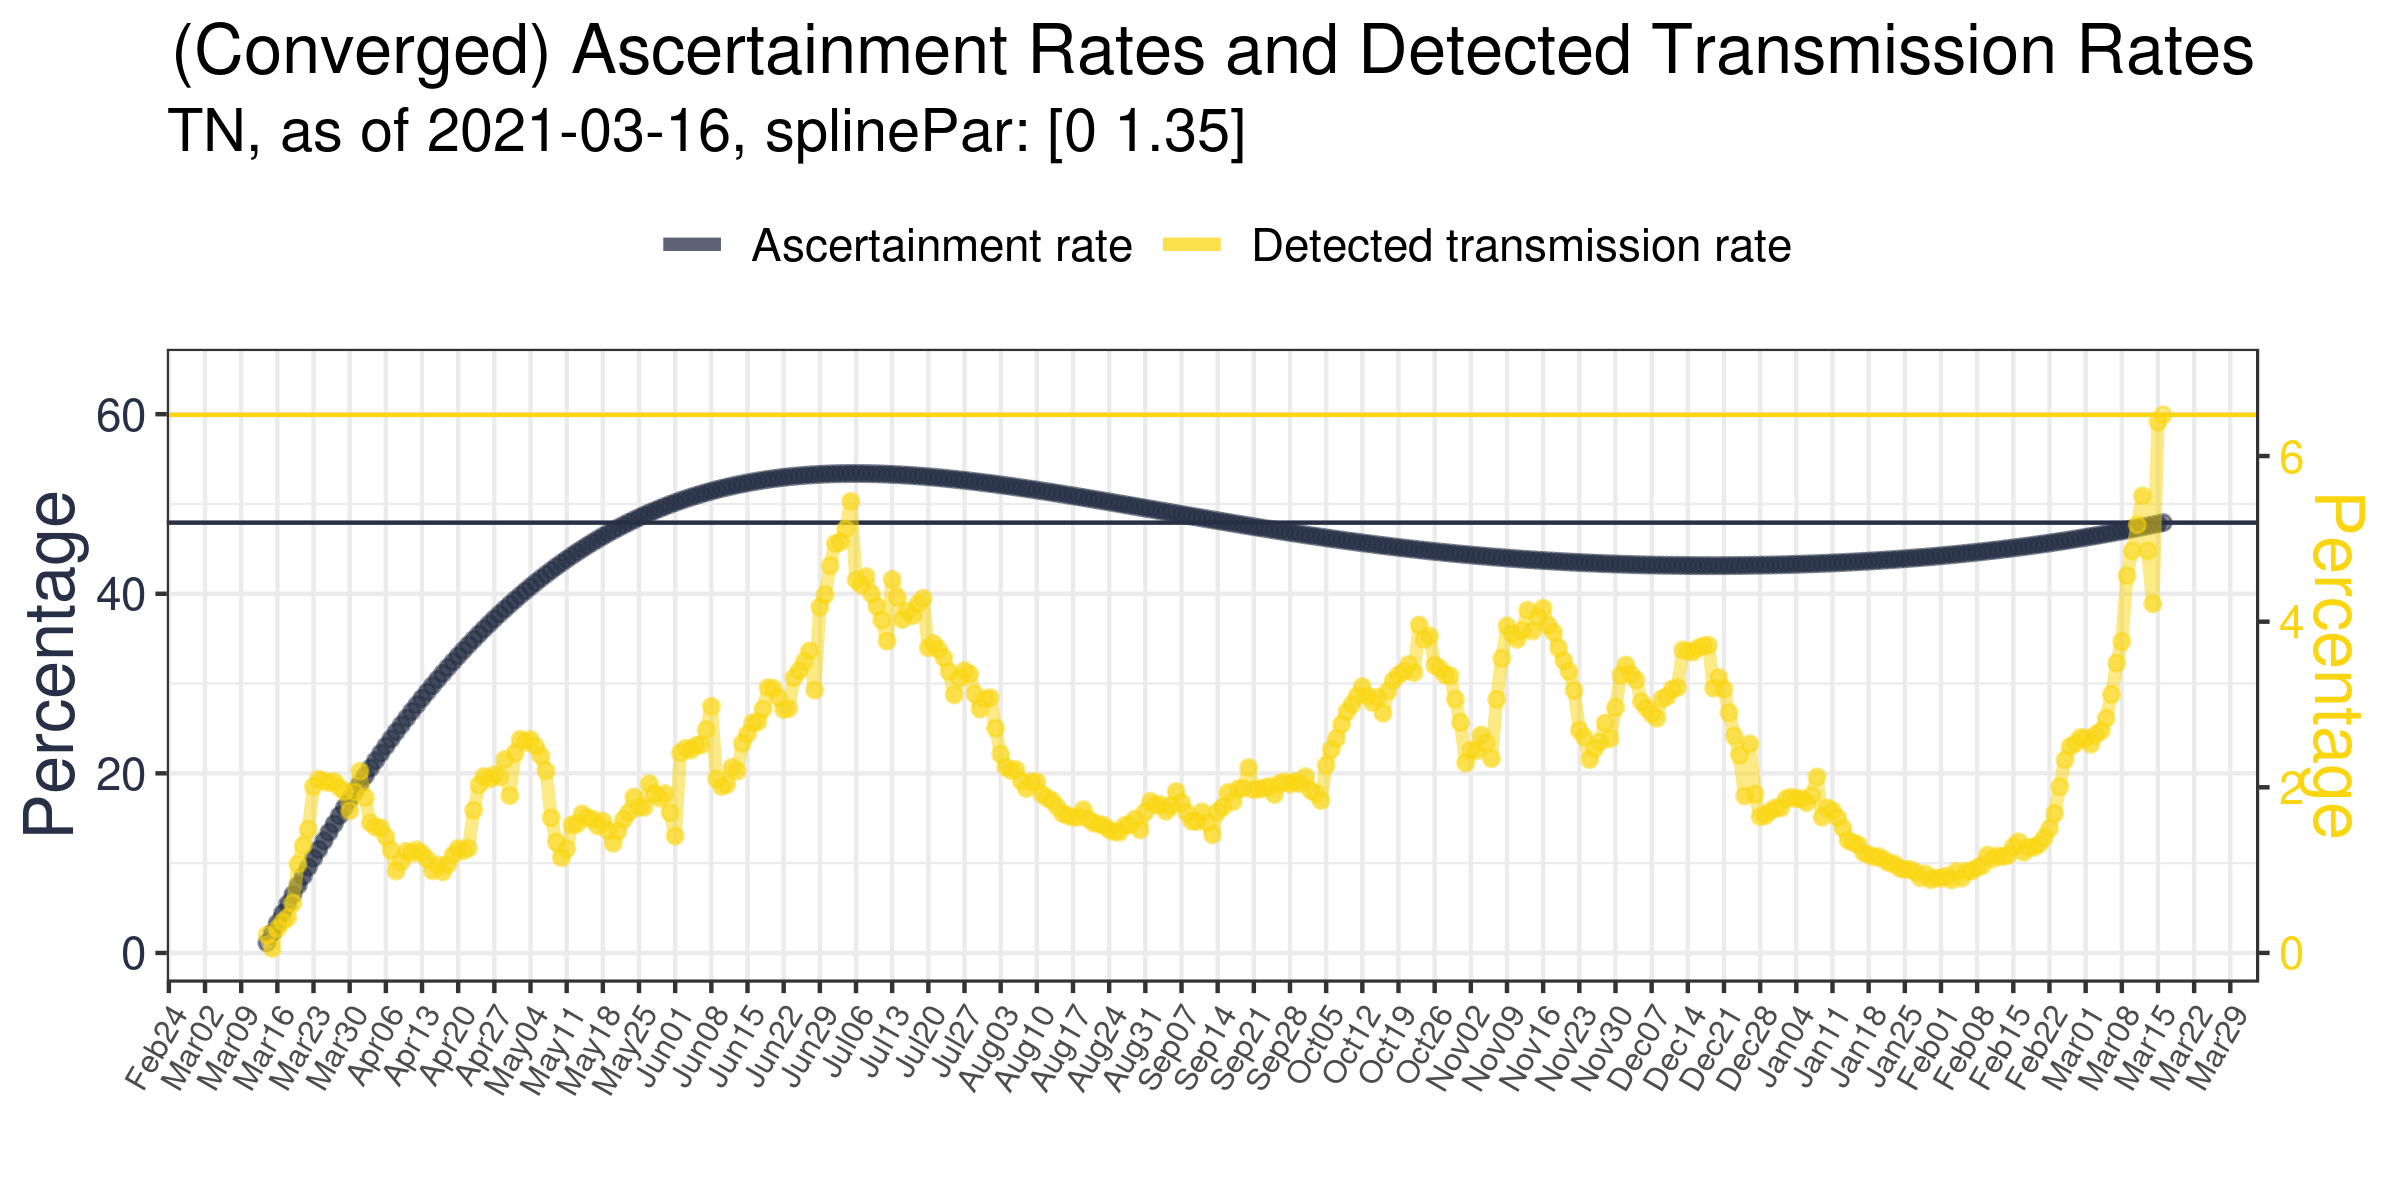 (Converged) Ascertainment Rates and Detected Transmission Rates
TN, as of 2021-03-16, splinePar: [0 1.35]
Ascertainment rate
Detected transmission rate
Percentage
60
40
20
0
6
4
2
0
Percentage
Feb24
Mar02
Mar09
Mar16
Mar23
Mar30
Apr06
Apr13
Apr20
Apr27
May04
May11
May18
May25
Jun01
Jun08
Jun15
Jun22
Jun29
Jul06
Jul13
Jul20
Jul27
Aug03
Aug10
Aug17
Aug24
Aug31
Sep07
Sep14
Sep21
Sep28
Oct05
Oct12
Oct19
Oct26
Nov02
Nov09
Nov16
Nov23
Nov30
Dec07
Dec14
Dec21
Dec28
Jan04
Jan11
Jan18
Jan25
Feb01
Feb08
Feb15
Feb22
Mar01
Mar08
Mar15
Mar22
Mar29